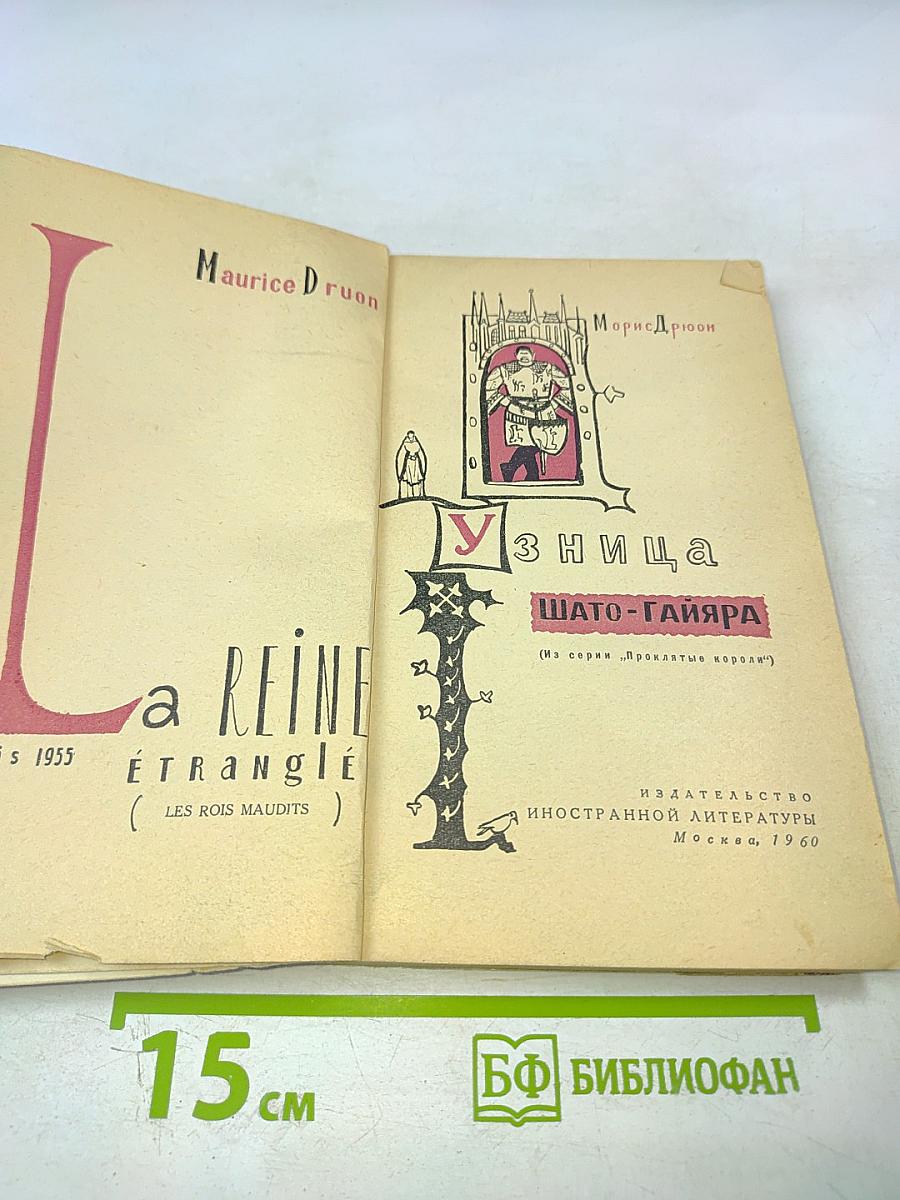 Maurice Druon
La REINE
is 1955
ÉTRANGLÉ
( LES ROIS MAUDITS )
Морис Дрюон
Узница
ШАТО-ГАЙЯРА
(Из серии „Проклятые короли“)
ИЗДАТЕЛЬСТВО
ИНОСТРАННОЙ ЛИТЕРАТУРЫ
Москва, 1960
15 см
БФ БИБЛИОФАН